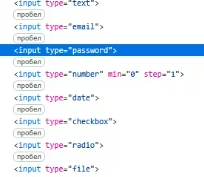 <input type="text">
пробел
<input type="email">
пробел
<input type="password">
пробел
<input type="number" min="0" step="1">
пробел
<input type="date">
пробел
<input type="checkbox">
пробел
<input type="radio">
пробел
<input type="file">